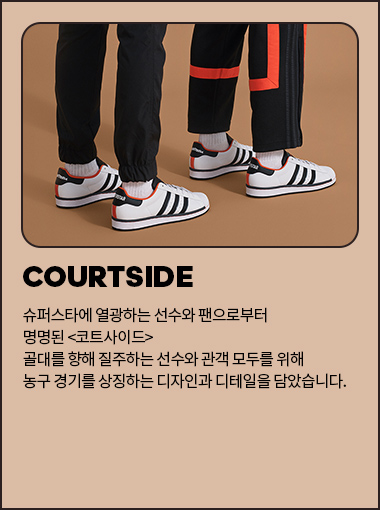 COURTSIDE
슈퍼스타에 열광하는 선수와 팬으로부터
명명된 <코트사이드>
골대를 향해 질주하는 선수와 관객 모두를 위해
농구 경기를 상징하는 디자인과 디테일을 담았습니다.